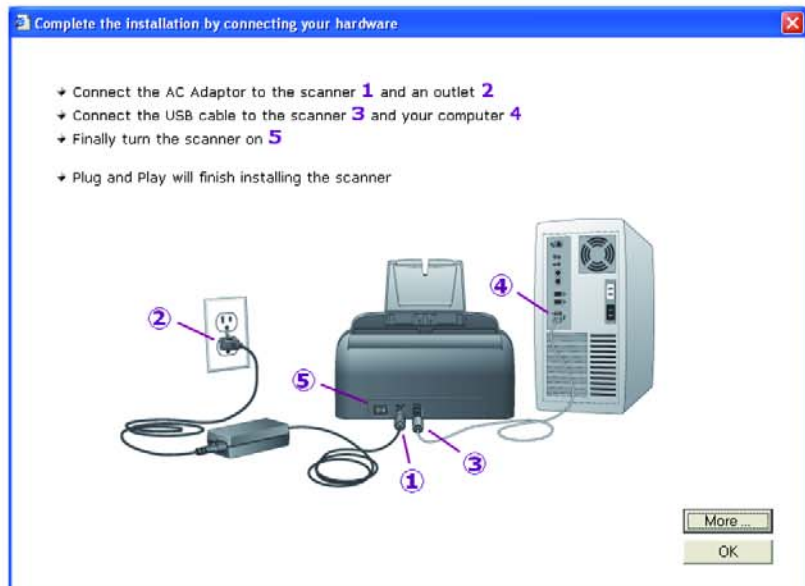 Complete the installation by connecting your hardware
Connect the AC Adaptor to the scanner 1 and an outlet 2
Connect the USB cable to the scanner 3 and your computer 4
Finally turn the scanner on 5
Plug and Play will finish installing the scanner
4
2
5
3
1
More ...
OK